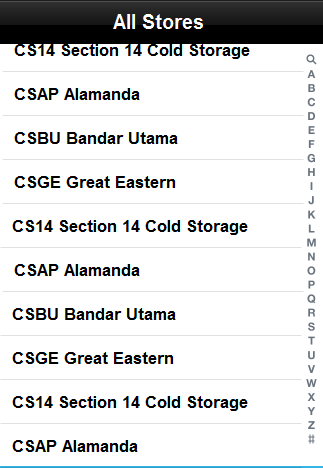 All Stores
CS14 Section 14 Cold Storage
CSAP Alamanda
CSBU Bandar Utama
CSGE Great Eastern
CS14 Section 14 Cold Storage
CSAP Alamanda
CSBU Bandar Utama
CSGE Great Eastern
CS14 Section 14 Cold Storage
CSAP Alamanda
A
B
C
D
E
F
G
H
I
J
K
L
M
N
O
P
Q
R
S
T
U
V
W
X
Y
Z
#